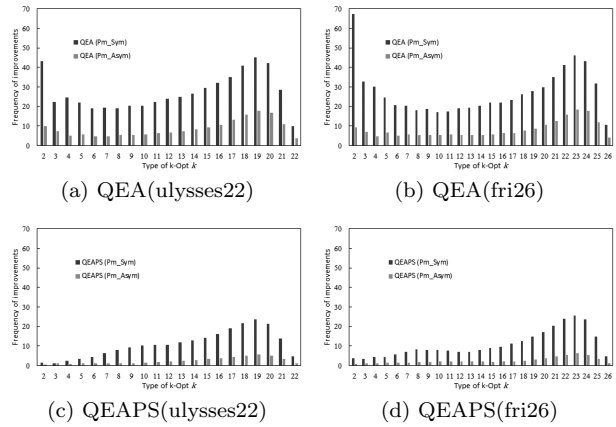 Frequency of improvements
70
60
50
40
30
20
10
0
QEA (Pm_Sym)
QEA (Pm_Asym)
2 3 4 5 6 7 8 9 10 11 12 13 14 15 16 17 18 19 20 21 22
Type of k-Opt k
(a) QEA(ulysses22)
Frequency of improvements
70
60
50
40
30
20
10
0
QEA (Pm_Sym)
QEA (Pm_Asym)
2 3 4 5 6 7 8 9 10 11 12 13 14 15 16 17 18 19 20 21 22 23 24 25 26
Type of k-Opt k
(b) QEA(fri26)
Frequency of improvements
70
60
50
40
30
20
10
0
QEAPS (Pm_Sym)
QEAPS (Pm_Asym)
2 3 4 5 6 7 8 9 10 11 12 13 14 15 16 17 18 19 20 21 22
Type of k-Opt k
(c) QEAPS(ulysses22)
Frequency of improvements
70
60
50
40
30
20
10
0
QEAPS (Pm_Sym)
QEAPS (Pm_Asym)
2 3 4 5 6 7 8 9 10 11 12 13 14 15 16 17 18 19 20 21 22 23 24 25 26
Type of k-Opt k
(d) QEAPS(fri26)